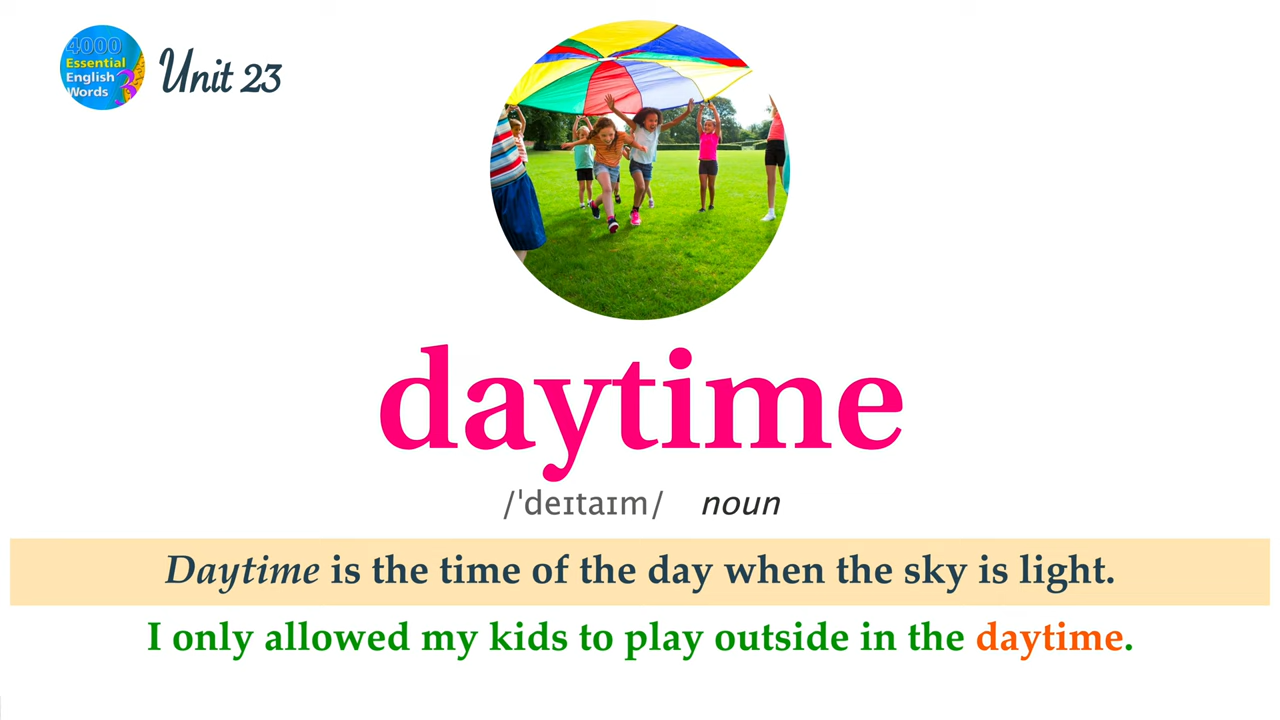 4000
Essential
English
Words 3
Unit 23
daytime
/ˈdeɪtaɪm/ noun
Daytime is the time of the day when the sky is light.
I only allowed my kids to play outside in the daytime.